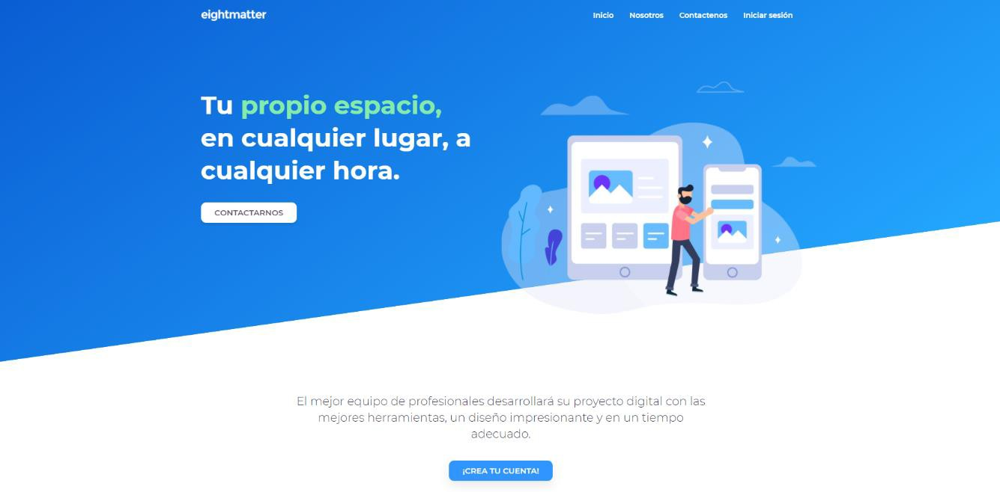 eightmatter
Inicio Nosotros Contactenos Iniciar sesión
Tu propio espacio,
en cualquier lugar, a
cualquier hora.
CONTACTARNOS
El mejor equipo de profesionales desarrollará su proyecto digital con las
mejores herramientas, un diseño impresionante y en un tiempo
adecuado.
¡CREA TU CUENTA!